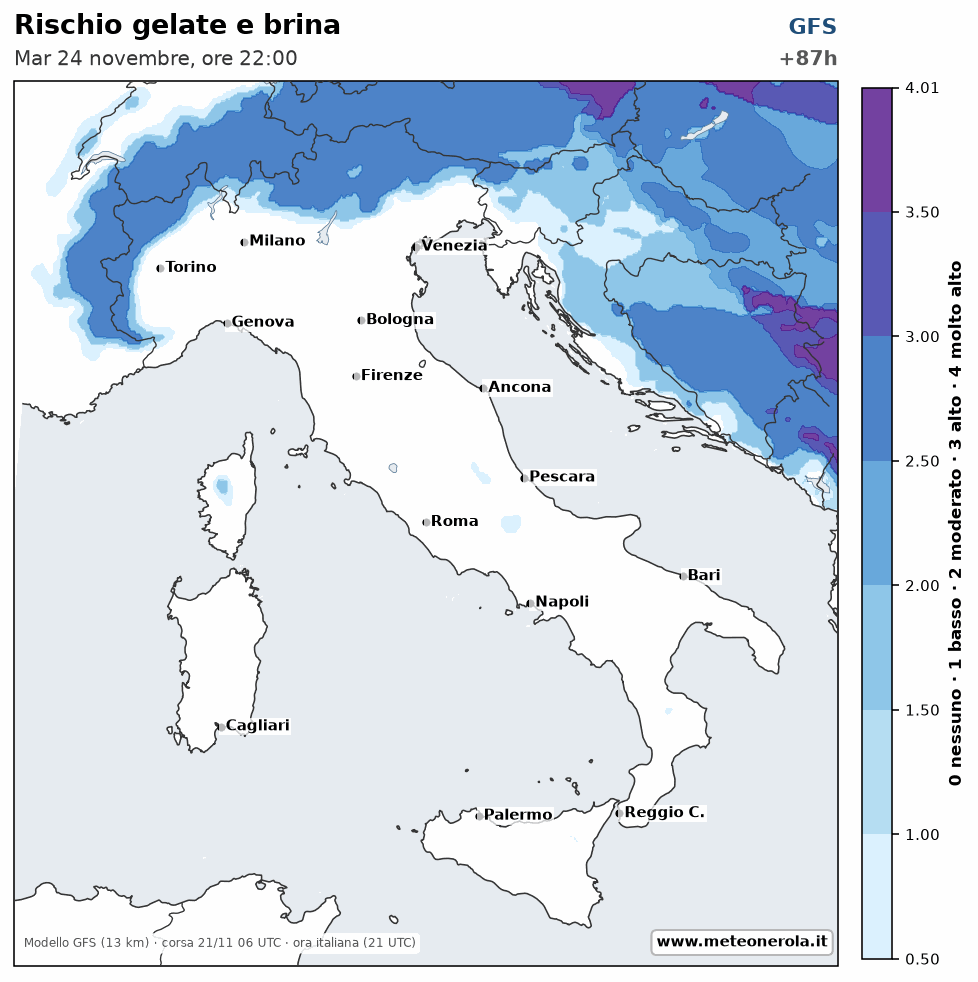 Rischio gelate e brina
GFS
Mar 24 novembre, ore 22:00
+87h
4.01
3.50
3.00
2.50
2.00
1.50
1.00
0.50
0 nessuno · 1 basso · 2 moderato · 3 alto · 4 molto alto
Milano
Venezia
Torino
Genova
Bologna
Firenze
Ancona
Pescara
Roma
Bari
Napoli
Cagliari
Palermo
Reggio C.
Modello GFS (13 km) · corsa 21/11 06 UTC · ora italiana (21 UTC)
www.meteonerola.it